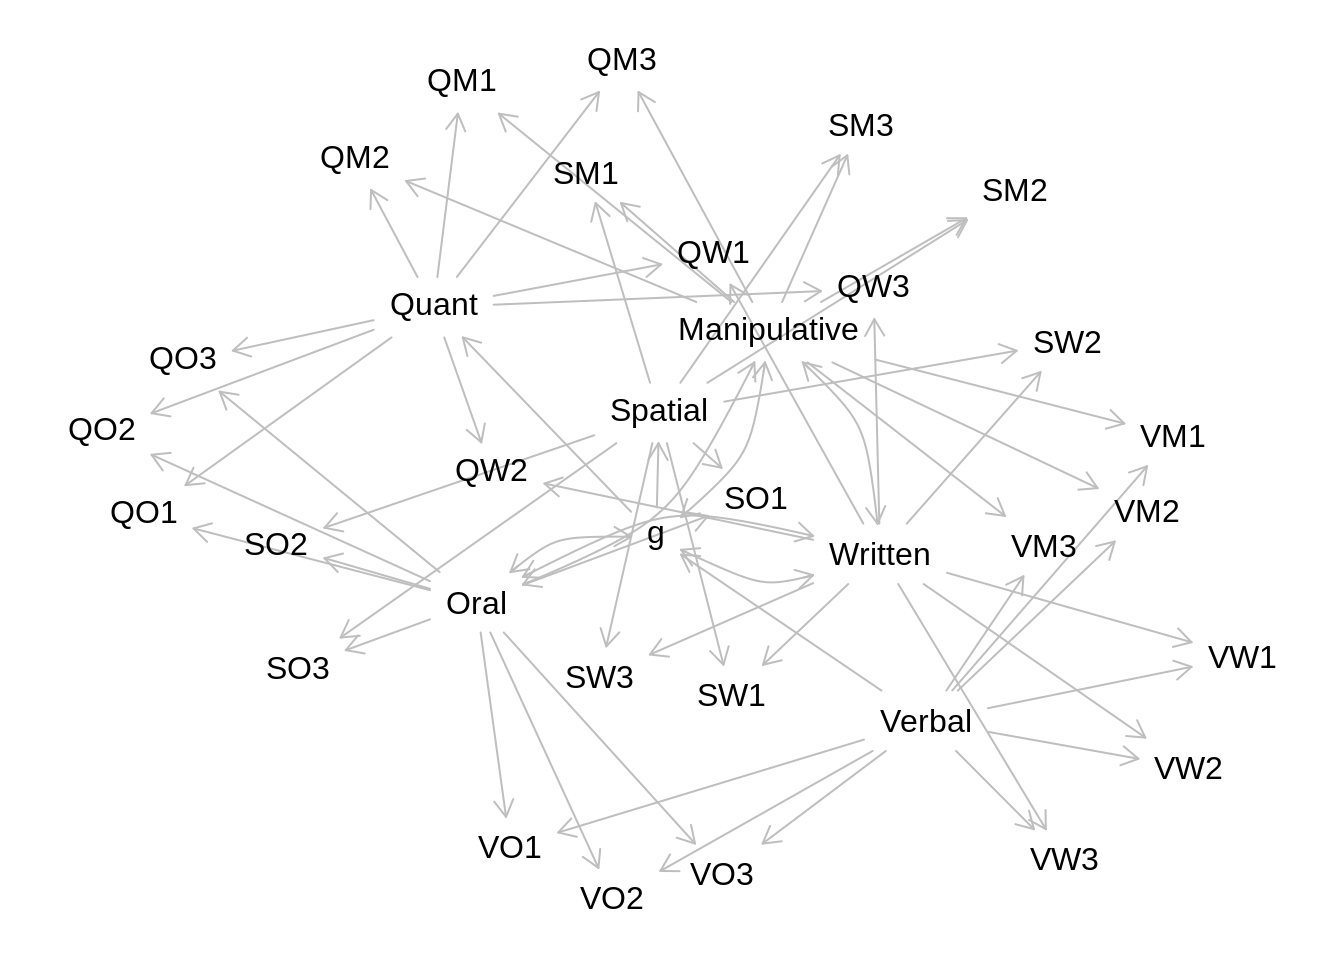 QM3
QM1
SM3
QM2
SM1
SM2
QW1
QW3
Quant
Manipulative
SW2
QO3
Spatial
QO2
VM1
QW2
SO1
QO1
VM2
g
SO2
VM3
Written
Oral
VW1
SO3
SW3
SW1
Verbal
VW2
VO1
VW3
VO3
VO2